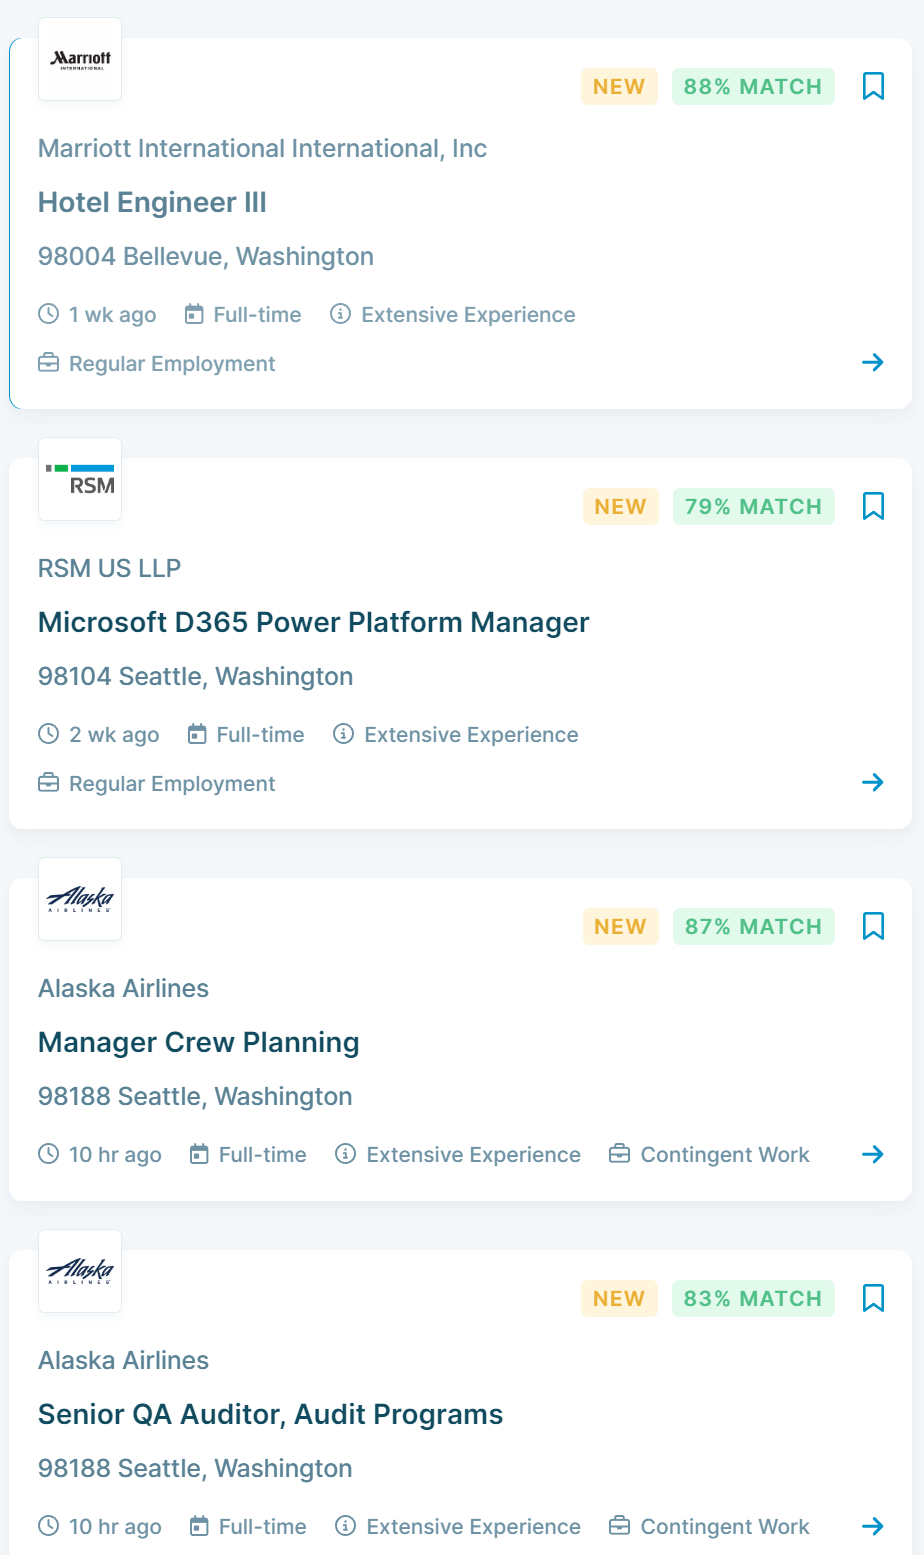 Marriott
INTERNATIONAL
NEW 88% MATCH
Marriott International International, Inc
Hotel Engineer III
98004 Bellevue, Washington
1 wk ago Full-time Extensive Experience
Regular Employment
RSM
NEW 79% MATCH
RSM US LLP
Microsoft D365 Power Platform Manager
98104 Seattle, Washington
2 wk ago Full-time Extensive Experience
Regular Employment
Alaska
AIRLINES
NEW 87% MATCH
Alaska Airlines
Manager Crew Planning
98188 Seattle, Washington
10 hr ago Full-time Extensive Experience Contingent Work
Alaska
AIRLINES
NEW 83% MATCH
Alaska Airlines
Senior QA Auditor, Audit Programs
98188 Seattle, Washington
10 hr ago Full-time Extensive Experience Contingent Work